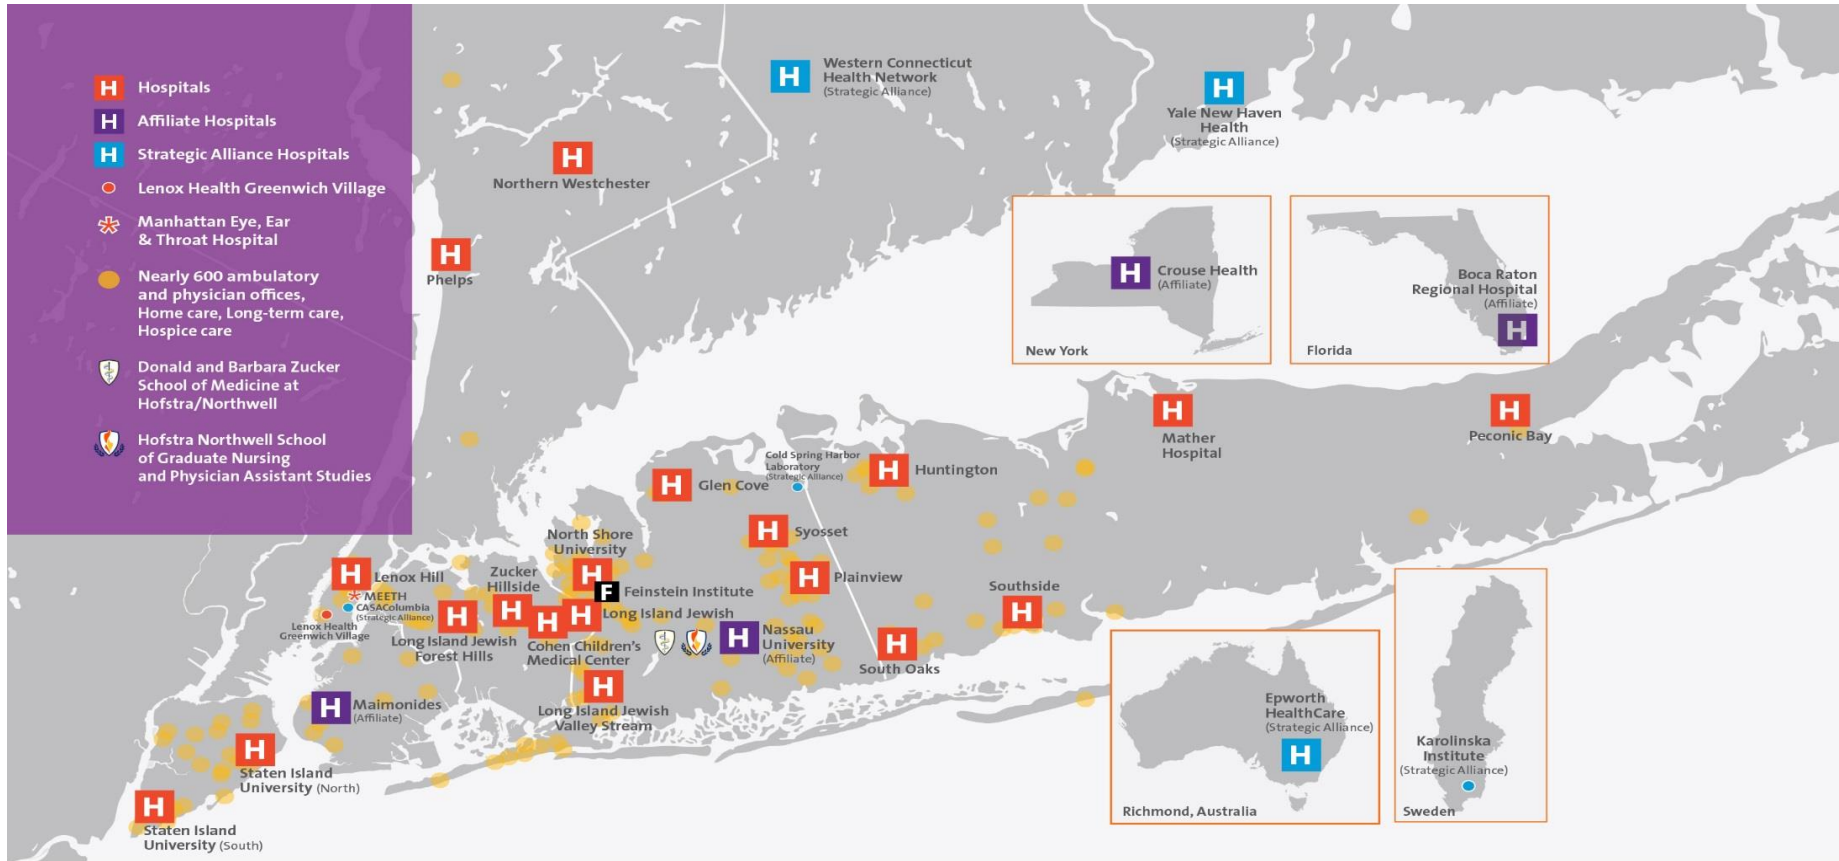 H Hospitals
H Affiliate Hospitals
H Strategic Alliance Hospitals
Lenox Health Greenwich Village
Manhattan Eye, Ear
& Throat Hospital
Nearly 600 ambulatory
and physician offices,
Home care, Long-term care,
Hospice care
Donald and Barbara Zucker
School of Medicine at
Hofstra/Northwell
Hofstra Northwell School
of Graduate Nursing
and Physician Assistant Studies
H
Western Connecticut
Health Network
(Strategic Alliance)
H
Yale New Haven
Health
(Strategic Alliance)
H
Northern Westchester
H
Phelps
H
Crouse Health
(Affiliate)
New York
Boca Raton
Regional Hospital
(Affiliate)
H
Florida
H
Mather
Hospital
H
Peconic Bay
Cold Spring Harbor
Laboratory
(Strategic Alliance)
H
Huntington
H
Glen Cove
H
Syosset
North Shore
University
H
F
Feinstein Institute
H
Plainview
Zucker
Hillside
H
H
Lenox Hill
MEETH
CASAColumbia
(Strategic Alliance)
Lenox Health
Greenwich Village
H
Long Island Jewish
Forest Hills
H
Cohen Children's
Medical Center
H
Long Island Jewish
H
Nassau
University
(Affiliate)
Southside
H
H
South Oaks
H
Long Island Jewish
Valley Stream
H
Maimonides
(Affiliate)
H
Staten Island
University (North)
H
Staten Island
University (South)
Epworth
HealthCare
(Strategic Alliance)
H
Richmond, Australia
Karolinska
Institute
(Strategic Alliance)
Sweden